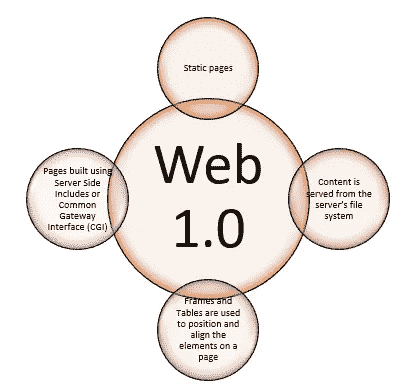 Static pages
Pages built using
Server Side
Includes or
Common
Gateway
Interface (CGI)
Web
1.0
Content is
served from the
server's file
system
Frames and
Tables are used
to position and
align the
elements on a
page